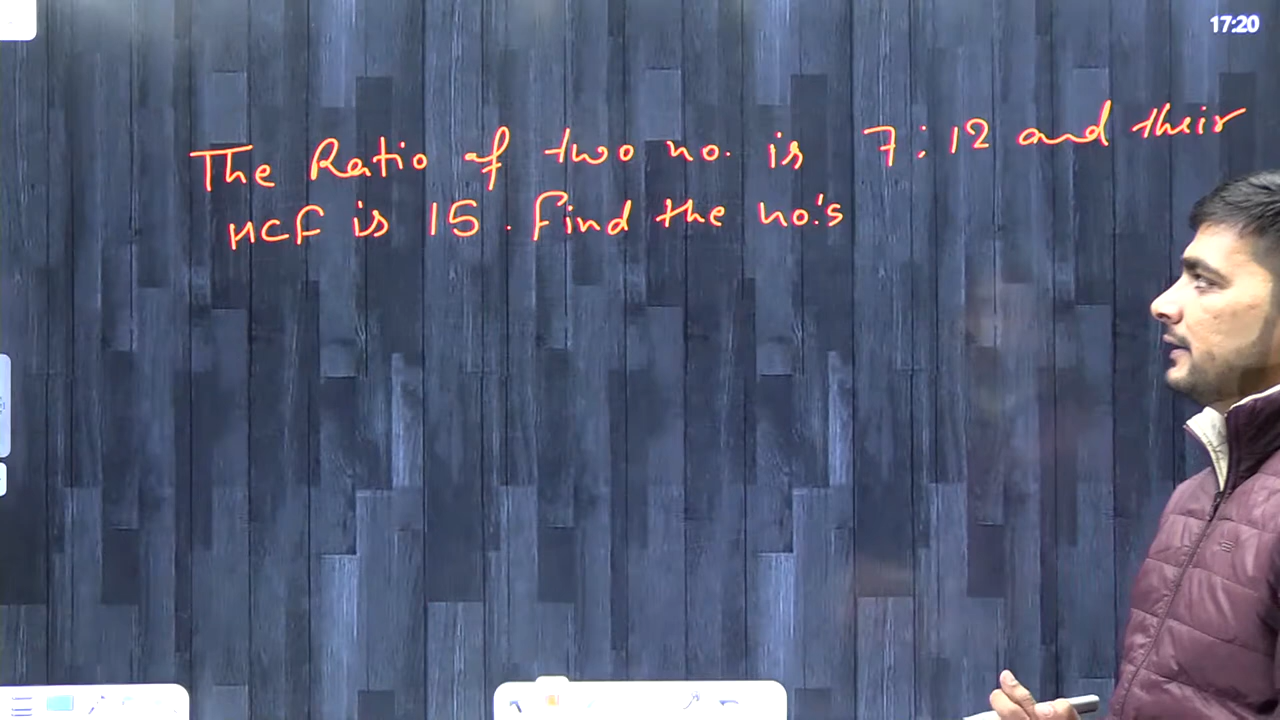 17:20
The Ratio of two no. is 7:12 and their
HCF is 15. Find the no.'s